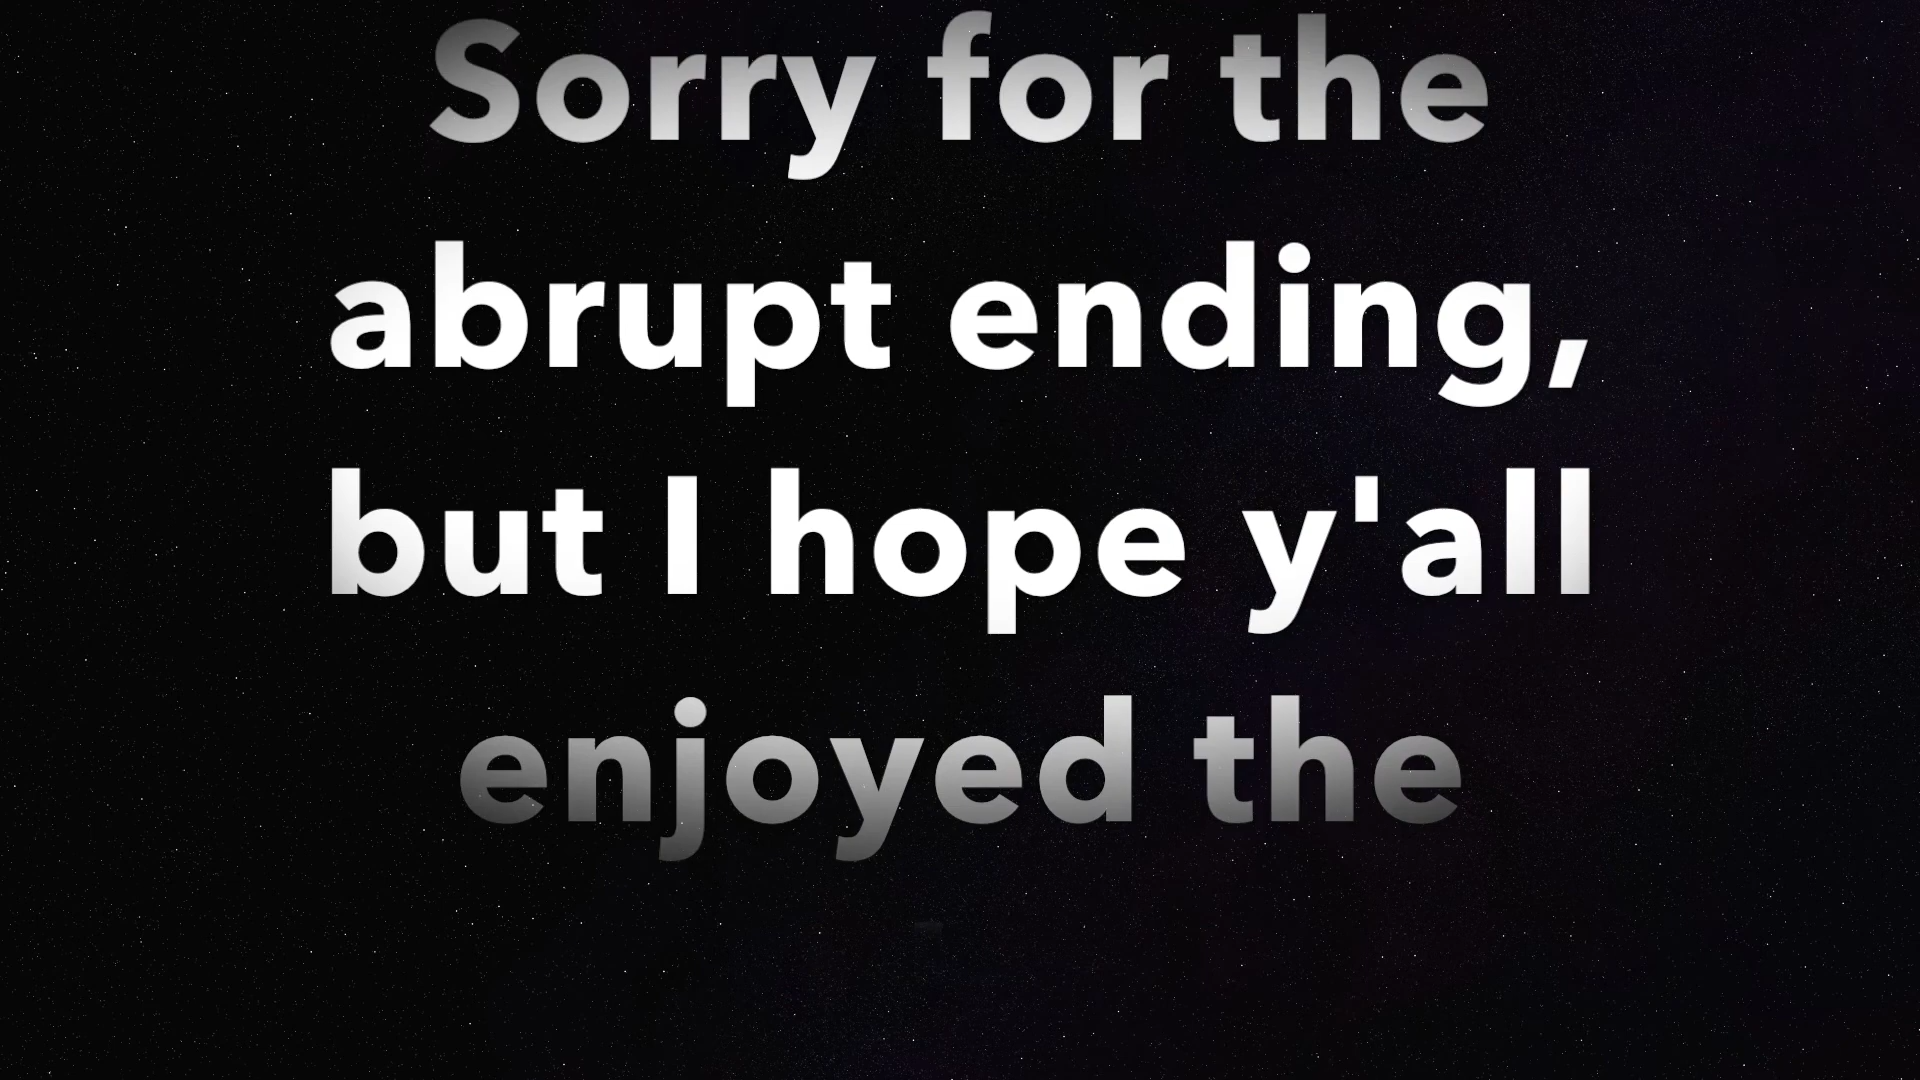 Sorry for the
abrupt ending,
but I hope y'all
enjoyed the